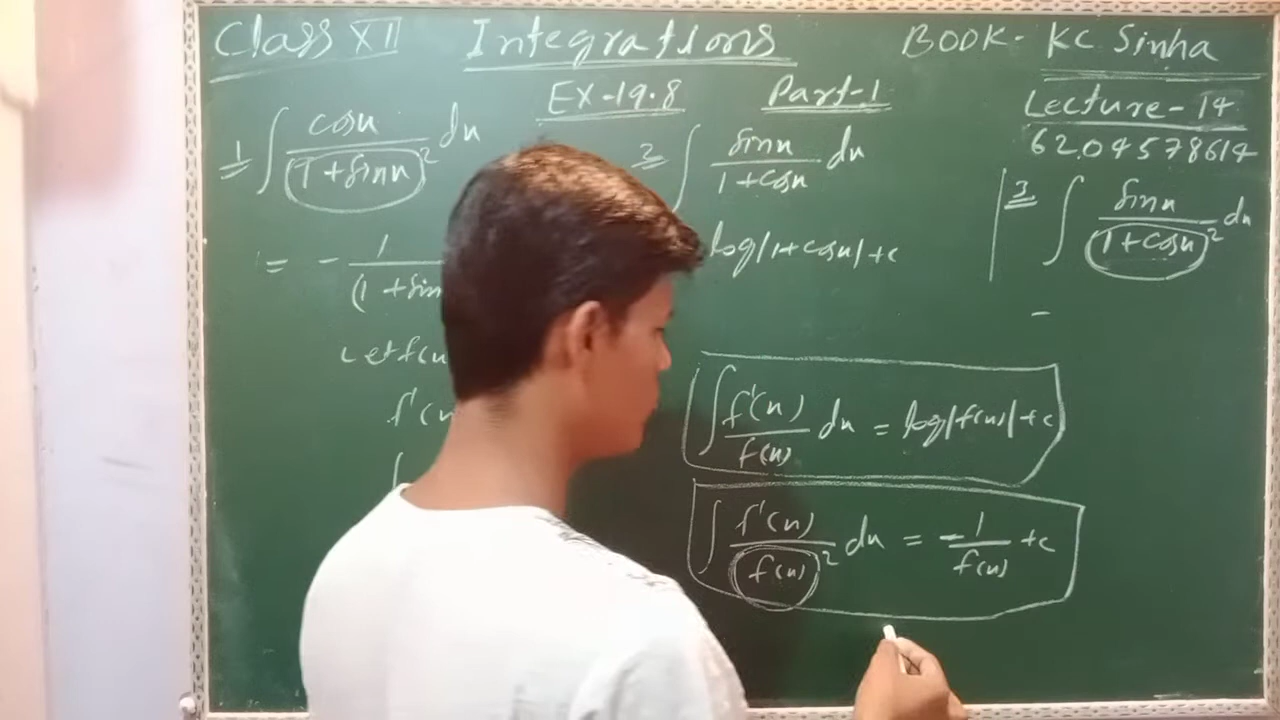 Class XII Integrations BOOK- KC Sinha
EX-19.8 Part-1 Lecture-14
6204578614
1 ∫ cosx/(1+sinx)² dx
2 ∫ sinx/1+cosx dx
3 ∫ sinx/(1+cosx)² dx
= - 1/(1+sin
log|1+cosx|+c
-
Let f(x
f'(x
∫
∫ f'(x)/f(x) dx = log|f(x)|+c
∫ f'(x)/(f(x))² dx = -1/f(x) +c